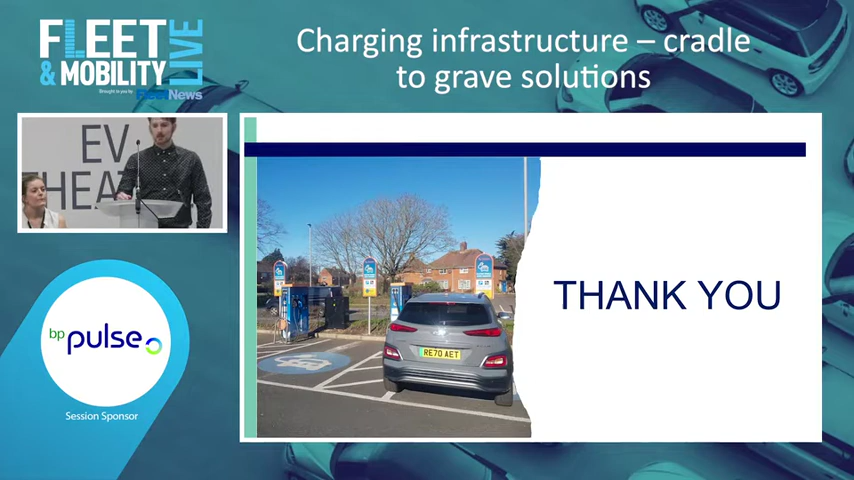 FLEET
& MOBILITY
LIVE
Brought to you by
FleetNews
Charging infrastructure – cradle
to grave solutions
EV
THEAT
THANK YOU
RE70 AET
bp
pulse
Session Sponsor